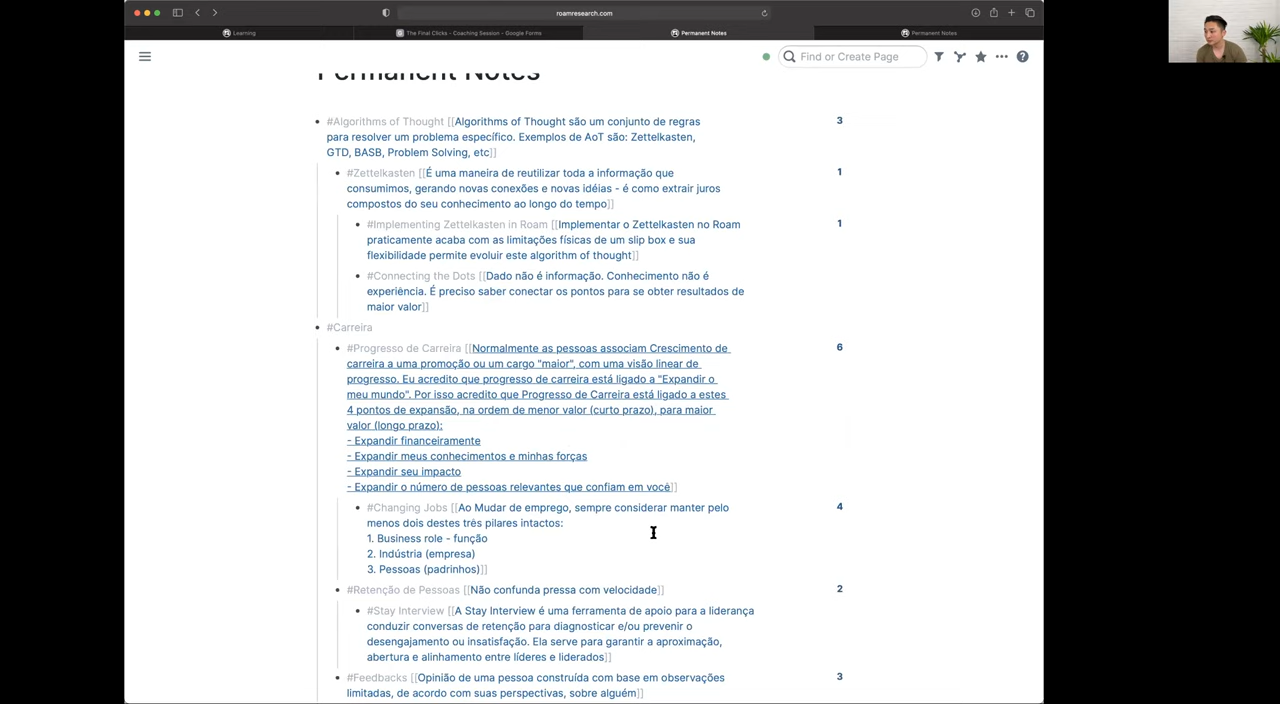 roamresearch.com
Learning
The Final Clicks - Coaching Session - Google Forms
Permanent Notes
Permanent Notes
Find or Create Page
Permanent Notes
#Algorithms of Thought [[Algorithms of Thought são um conjunto de regras 3
para resolver um problema específico. Exemplos de AoT são: Zettelkasten,
GTD, BASB, Problem Solving, etc]]
#Zettelkasten [[É uma maneira de reutilizar toda a informação que 1
consumimos, gerando novas conexões e novas idéias - é como extrair juros
compostos do seu conhecimento ao longo do tempo]]
#Implementing Zettelkasten in Roam [[Implementar o Zettelkasten no Roam 1
praticamente acaba com as limitações físicas de um slip box e sua
flexibilidade permite evoluir este algorithm of thought]]
#Connecting the Dots [[Dado não é informação. Conhecimento não é
experiência. É preciso saber conectar os pontos para se obter resultados de
maior valor]]
#Carreira
#Progresso de Carreira [[Normalmente as pessoas associam Crescimento de 6
carreira a uma promoção ou um cargo "maior", com uma visão linear de
progresso. Eu acredito que progresso de carreira está ligado a "Expandir o
meu mundo". Por isso acredito que Progresso de Carreira está ligado a estes
4 pontos de expansão, na ordem de menor valor (curto prazo), para maior
valor (longo prazo):
- Expandir financeiramente
- Expandir meus conhecimentos e minhas forças
- Expandir seu impacto
- Expandir o número de pessoas relevantes que confiam em você]]
#Changing Jobs [[Ao Mudar de emprego, sempre considerar manter pelo 4
menos dois destes três pilares intactos:
1. Business role - função
2. Indústria (empresa)
3. Pessoas (padrinhos)]]
#Retenção de Pessoas [[Não confunda pressa com velocidade]] 2
#Stay Interview [[A Stay Interview é uma ferramenta de apoio para a liderança
conduzir conversas de retenção para diagnosticar e/ou prevenir o
desengajamento ou insatisfação. Ela serve para garantir a aproximação,
abertura e alinhamento entre líderes e liderados]]
#Feedbacks [[Opinião de uma pessoa construída com base em observações 3
limitadas, de acordo com suas perspectivas, sobre alguém]]